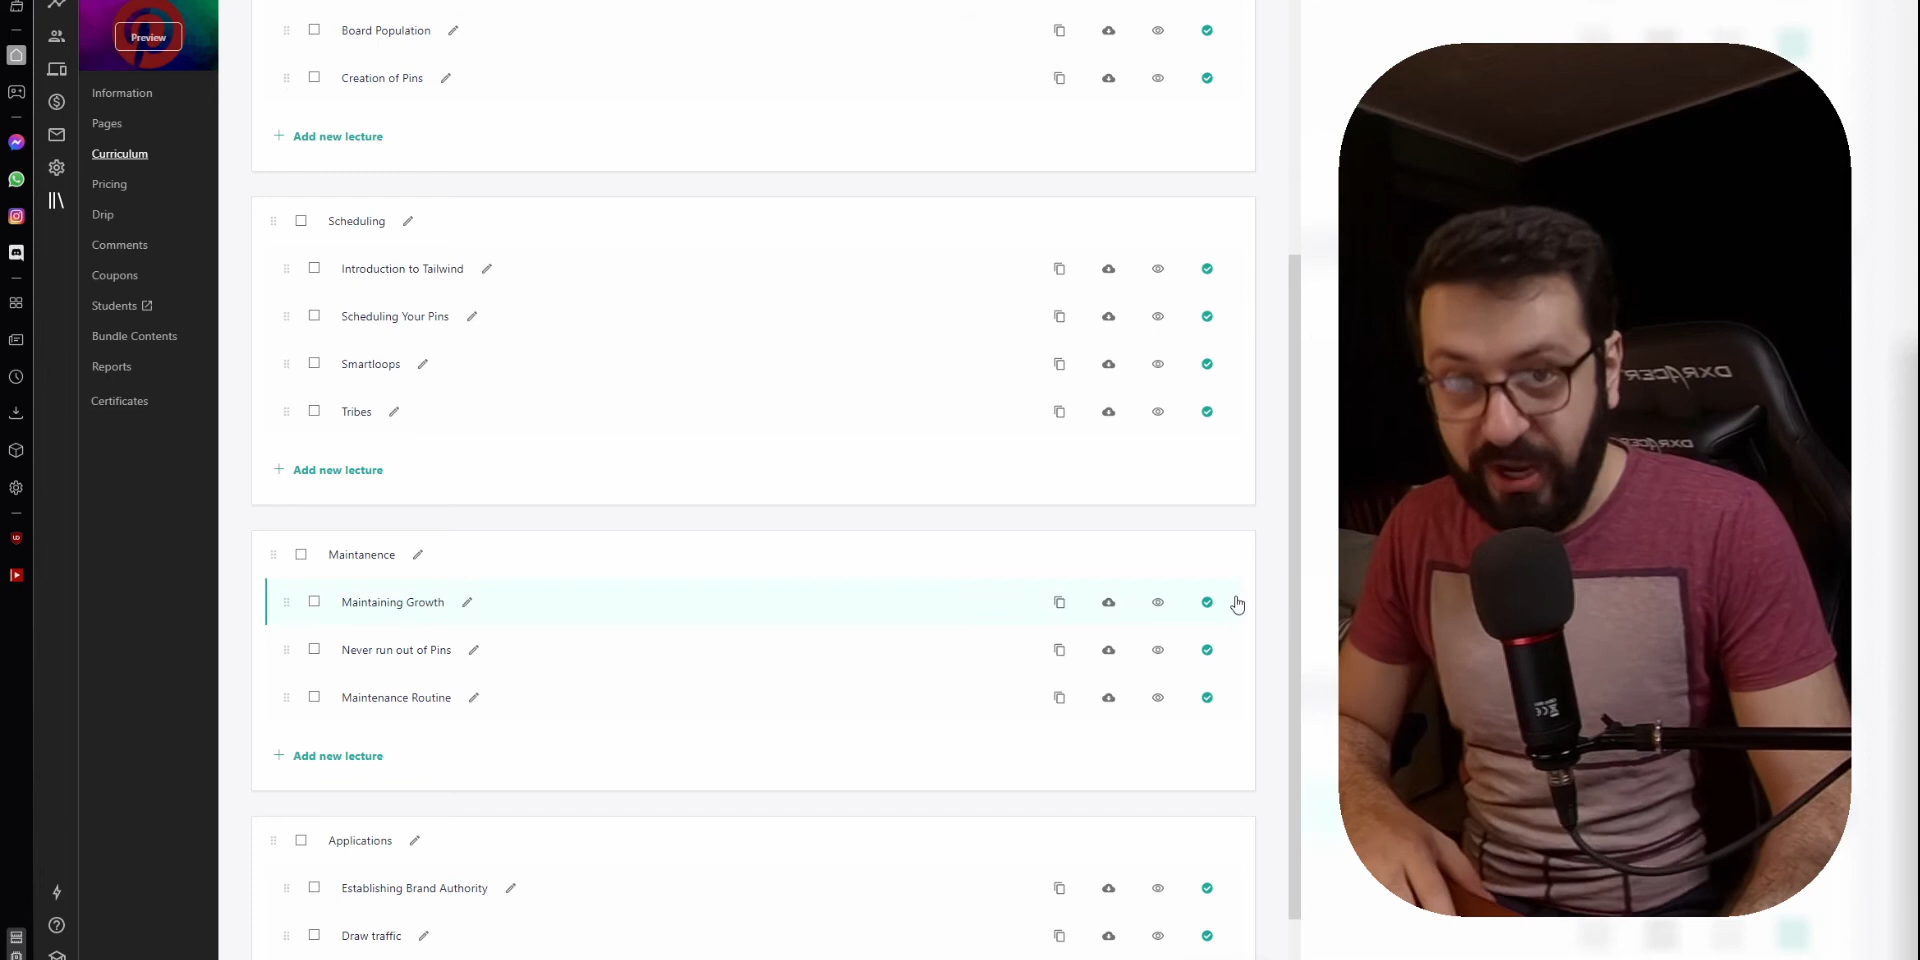 Preview
Information
Pages
Curriculum
Pricing
Drip
Comments
Coupons
Students
Bundle Contents
Reports
Certificates
Board Population
Creation of Pins
Add new lecture
Scheduling
Introduction to Tailwind
Scheduling Your Pins
Smartloops
Tribes
Add new lecture
Maintanence
Maintaining Growth
Never run out of Pins
Maintenance Routine
Add new lecture
Applications
Establishing Brand Authority
Draw traffic
DXRACER
DXRACER